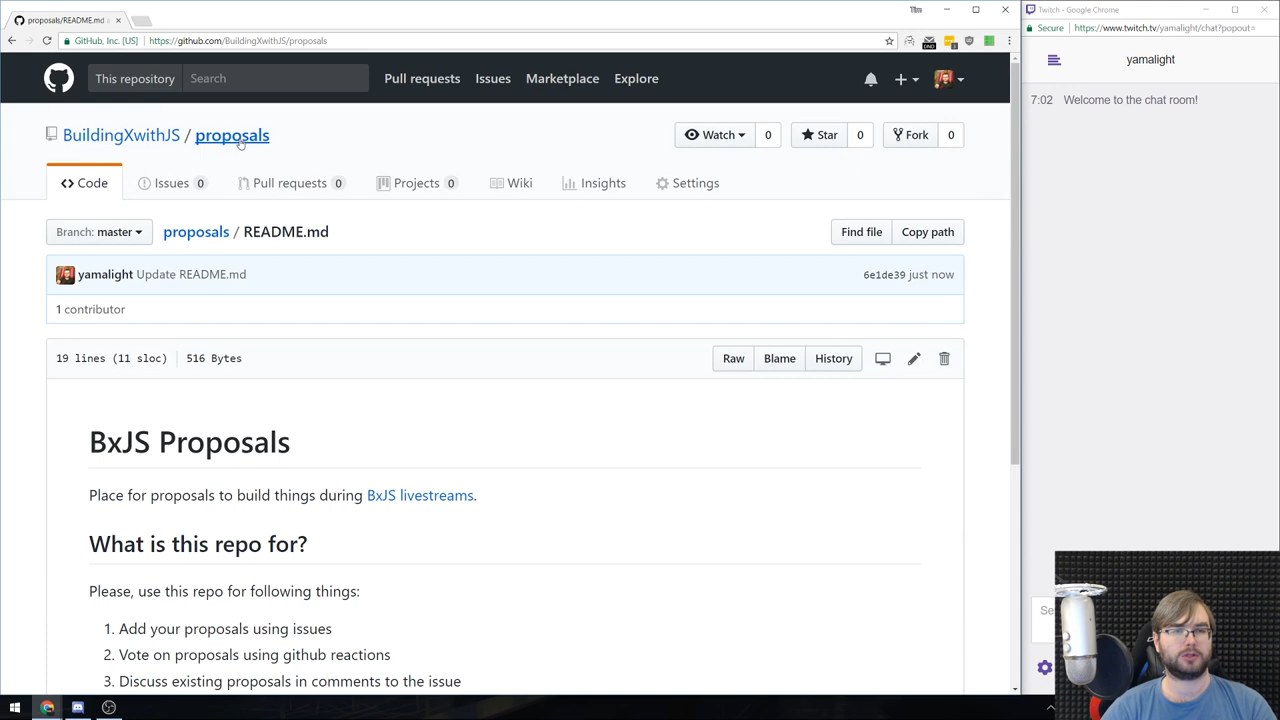 proposals/README.md
Tim
Twitch - Google Chrome
GitHub, Inc. [US]
https://github.com/BuildingXwithJS/proposals
Secure
https://www.twitch.tv/yamalight/chat?popout=
This repository
Search
Pull requests
Issues
Marketplace
Explore
yamalight
7:02 Welcome to the chat room!
BuildingXwithJS / proposals
Watch 0
Star 0
Fork 0
Code
Issues 0
Pull requests 0
Projects 0
Wiki
Insights
Settings
Branch: master
proposals / README.md
Find file
Copy path
yamalight Update README.md
6e1de39 just now
1 contributor
19 lines (11 sloc)
516 Bytes
Raw
Blame
History
BxJS Proposals
Place for proposals to build things during BxJS livestreams.
What is this repo for?
Please, use this repo for following things:
1. Add your proposals using issues
2. Vote on proposals using github reactions
3. Discuss existing proposals in comments to the issue